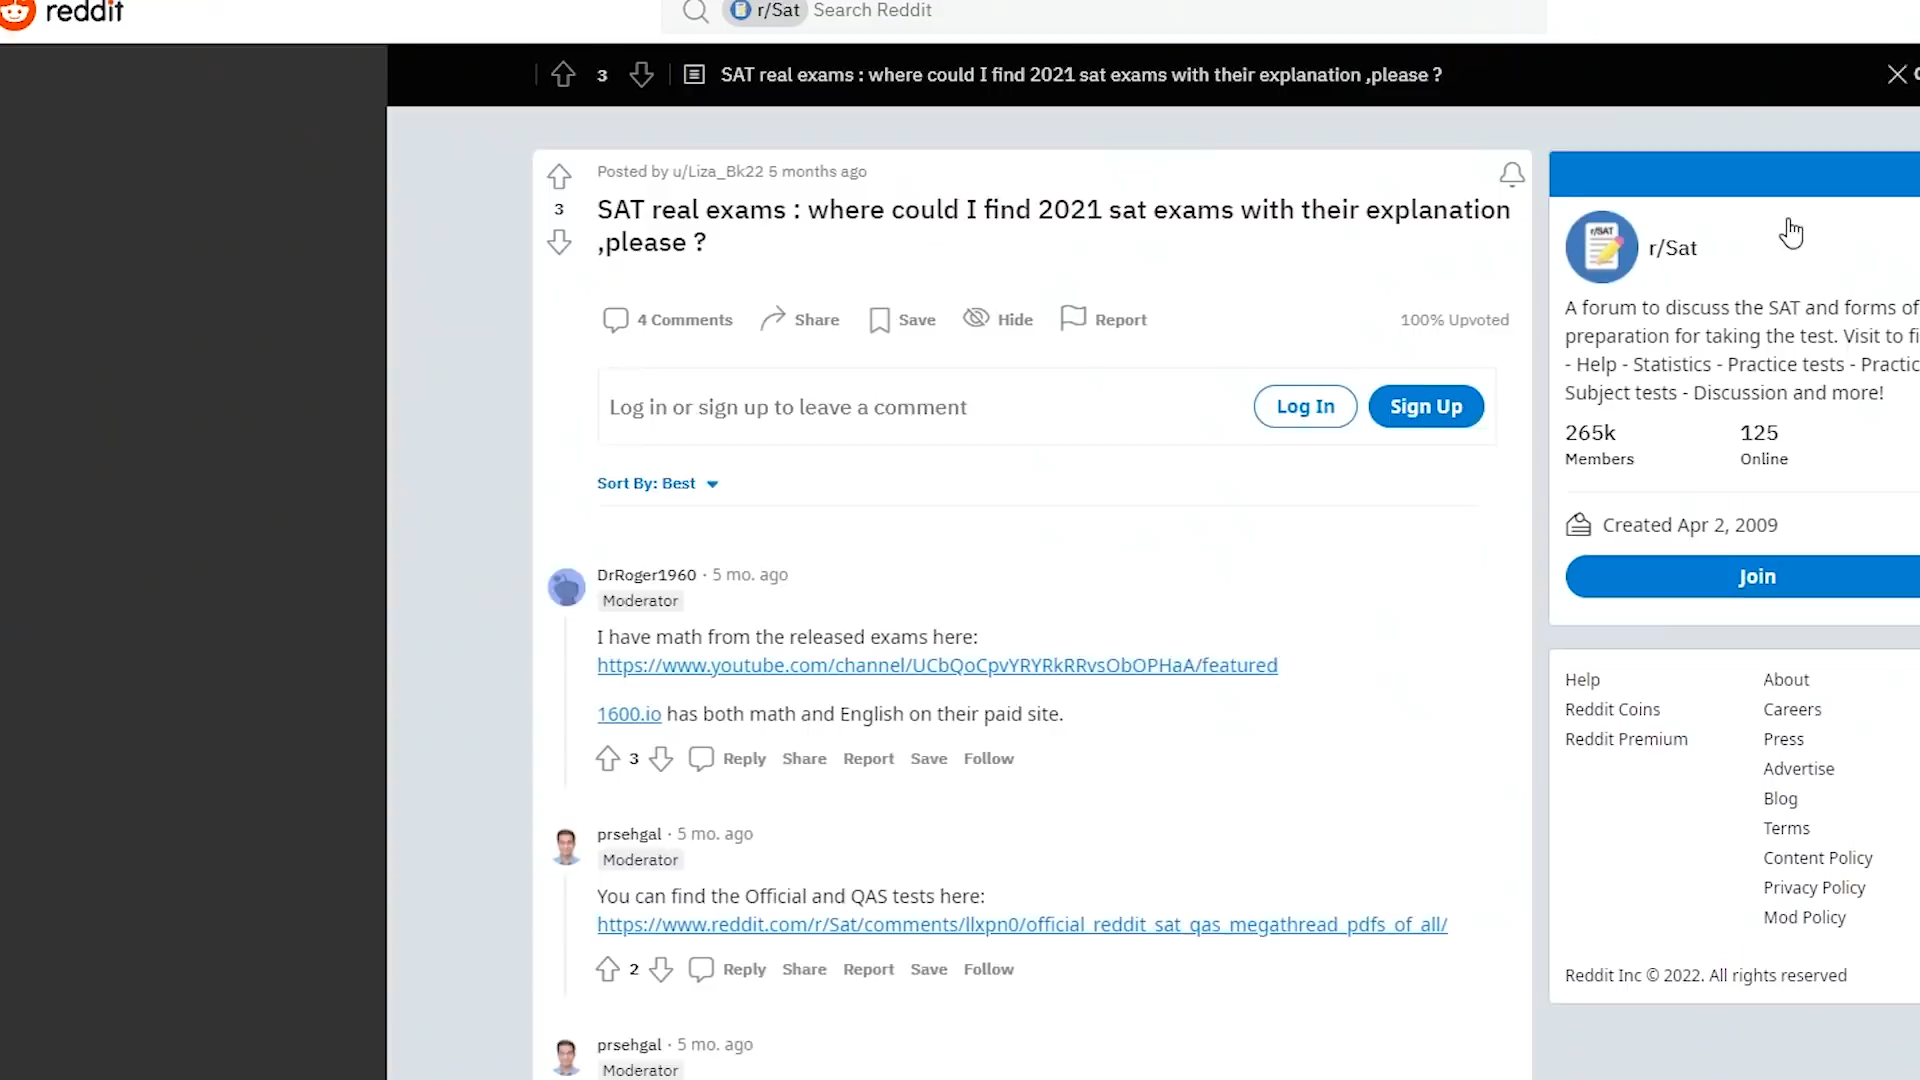 reddit
r/Sat Search Reddit
3 SAT real exams : where could I find 2021 sat exams with their explanation ,please ?
Posted by u/Liza_Bk22 5 months ago
3
SAT real exams : where could I find 2021 sat exams with their explanation
,please ?
4 Comments Share Save Hide Report 100% Upvoted
Log in or sign up to leave a comment Log In Sign Up
Sort By: Best
DrRoger1960 · 5 mo. ago
Moderator
I have math from the released exams here:
https://www.youtube.com/channel/UCbQoCpvYRYRkRRvsObOPHaA/featured
1600.io has both math and English on their paid site.
3 Reply Share Report Save Follow
prsehgal · 5 mo. ago
Moderator
You can find the Official and QAS tests here:
https://www.reddit.com/r/Sat/comments/llxpn0/official_reddit_sat_qas_megathread_pdfs_of_all/
2 Reply Share Report Save Follow
prsehgal · 5 mo. ago
Moderator
r/SAT
r/Sat
A forum to discuss the SAT and forms of
preparation for taking the test. Visit to fi
- Help - Statistics - Practice tests - Practic
Subject tests - Discussion and more!
265k 125
Members Online
Created Apr 2, 2009
Join
Help About
Reddit Coins Careers
Reddit Premium Press
Advertise
Blog
Terms
Content Policy
Privacy Policy
Mod Policy
Reddit Inc © 2022. All rights reserved